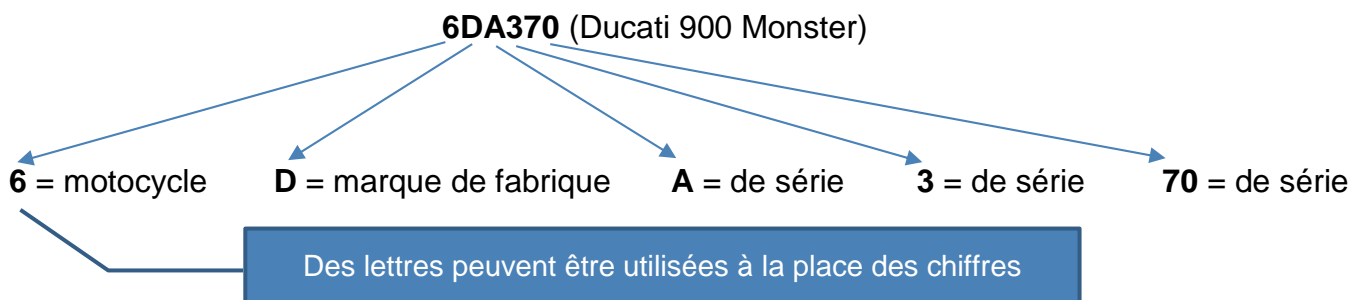 6DA370 (Ducati 900 Monster)
6 = motocycle D = marque de fabrique A = de série 3 = de série 70 = de série
Des lettres peuvent être utilisées à la place des chiffres